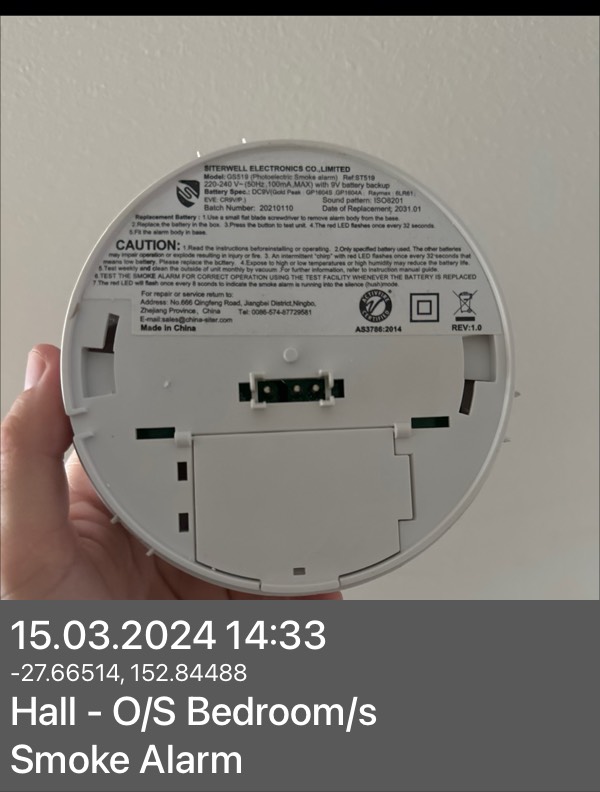 SITERWELL ELECTRONICS CO.,LIMITED
Model: GS519 (Photoelectric Smoke alarm) Ref:ST519
220-240 V~ (50Hz ,100mA,MAX) with 9V battery backup
Battery Spec.: DC9V(Gold Peak GP1604S ,GP1604A , Raymax : 6LR61;
EVE: CR9V/P.) Sound pattern: ISO8201
Batch Number: 20210110 Date of Replacement: 2031.01
Replacement Battery : 1.Use a small flat blade screwdriver to remove alarm body from the base.
2.Replace the battery in the box. 3.Press the button to test unit. 4.The red LED flashes once every 32 seconds.
5.Fit the alarm body in base.
CAUTION: 1.Read the instructions beforeinstalling or operating. 2.Only specified battery used. The other batteries
may impair operation or explode resulting in injury or fire. 3. An intermittent "chirp" with red LED flashes once every 32 seconds that
means low battery. Please replace the battery. 4.Expose to high or low temperatures or high humidity may reduce the battery life.
5.Test weekly and clean the outside of unit monthly by vacuum .For further information, refer to instruction manual guide.
6.TEST THE SMOKE ALARM FOR CORRECT OPERATION USING THE TEST FACILITY WHENEVER THE BATTERY IS REPLACED
7.The red LED will flash once every 8 seconds to indicate the smoke alarm is running into the silence (hush)mode.
For repair or service return to:
Address: No.666 Qingfeng Road, Jiangbei District,Ningbo,
Zhejiang Province, China Tel: 0086-574-87729581
E-mail:sales@china-siter.com
Made in China
ACTIVFIRE
CERTIFIED
AS3786:2014
REV:1.0
15.03.2024 14:33
-27.66514, 152.84488
Hall - O/S Bedroom/s
Smoke Alarm